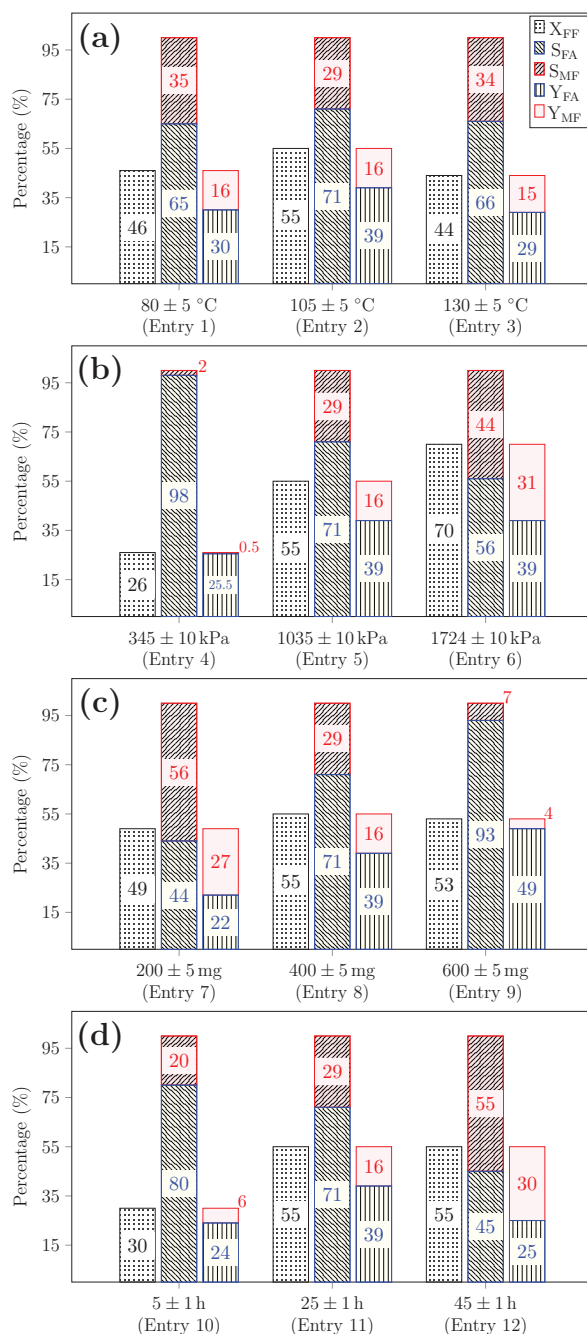 (a)
X_FF
S_FA
S_MF
Y_FA
Y_MF
Percentage (%)
95
75
55
35
15
46
35
65
16
30
55
29
71
16
39
44
34
66
15
29
80 ± 5 °C
(Entry 1)
105 ± 5 °C
(Entry 2)
130 ± 5 °C
(Entry 3)
(b)
Percentage (%)
95
75
55
35
15
26
2
98
0.5
25.5
55
29
71
16
39
70
44
56
31
39
345 ± 10 kPa
(Entry 4)
1035 ± 10 kPa
(Entry 5)
1724 ± 10 kPa
(Entry 6)
(c)
Percentage (%)
95
75
55
35
15
49
56
44
27
22
55
29
71
16
39
53
7
93
4
49
200 ± 5 mg
(Entry 7)
400 ± 5 mg
(Entry 8)
600 ± 5 mg
(Entry 9)
(d)
Percentage (%)
95
75
55
35
15
30
20
80
6
24
55
29
71
16
39
55
55
45
30
25
5 ± 1 h
(Entry 10)
25 ± 1 h
(Entry 11)
45 ± 1 h
(Entry 12)